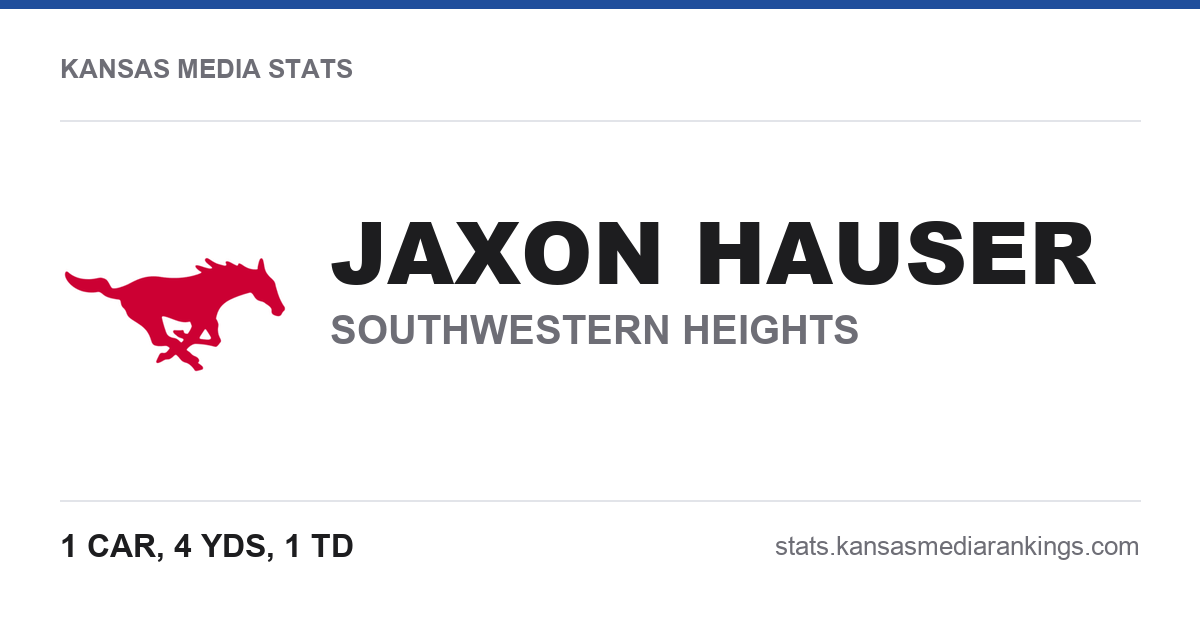 KANSAS MEDIA STATS
JAXON HAUSER
SOUTHWESTERN HEIGHTS
1 CAR, 4 YDS, 1 TD
stats.kansasmediarankings.com